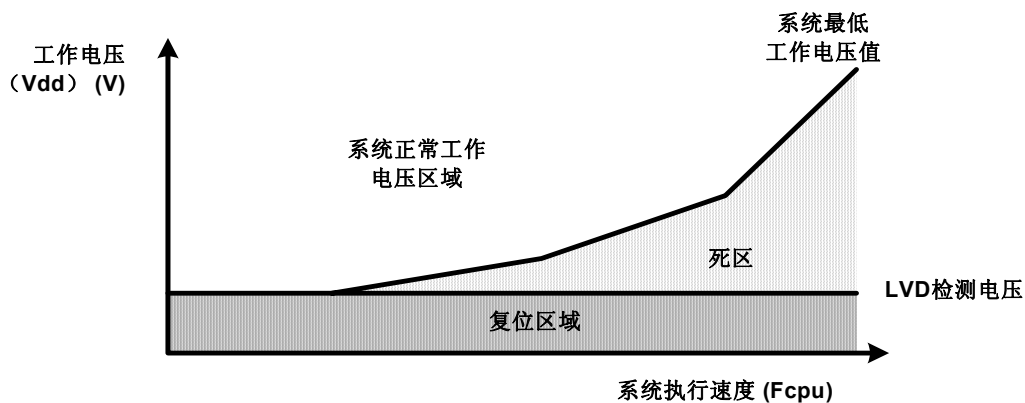 系统最低
工作电压值
工作电压
（Vdd） (V)
系统正常工作
电压区域
死区
LVD检测电压
复位区域
系统执行速度 (Fcpu)